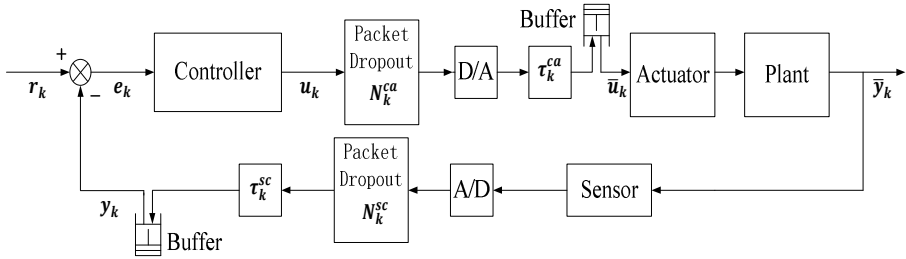 Buffer
+
−
r_k
e_k
Controller
u_k
Packet
Dropout
N_k^{ca}
D/A
τ_k^{ca}
ū_k
Actuator
Plant
ȳ_k
Packet
Dropout
N_k^{sc}
τ_k^{sc}
A/D
Sensor
y_k
Buffer